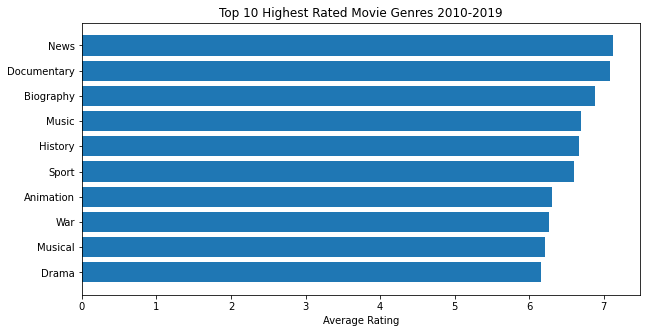 Top 10 Highest Rated Movie Genres 2010-2019
News
Documentary
Biography
Music
History
Sport
Animation
War
Musical
Drama
0 1 2 3 4 5 6 7
Average Rating